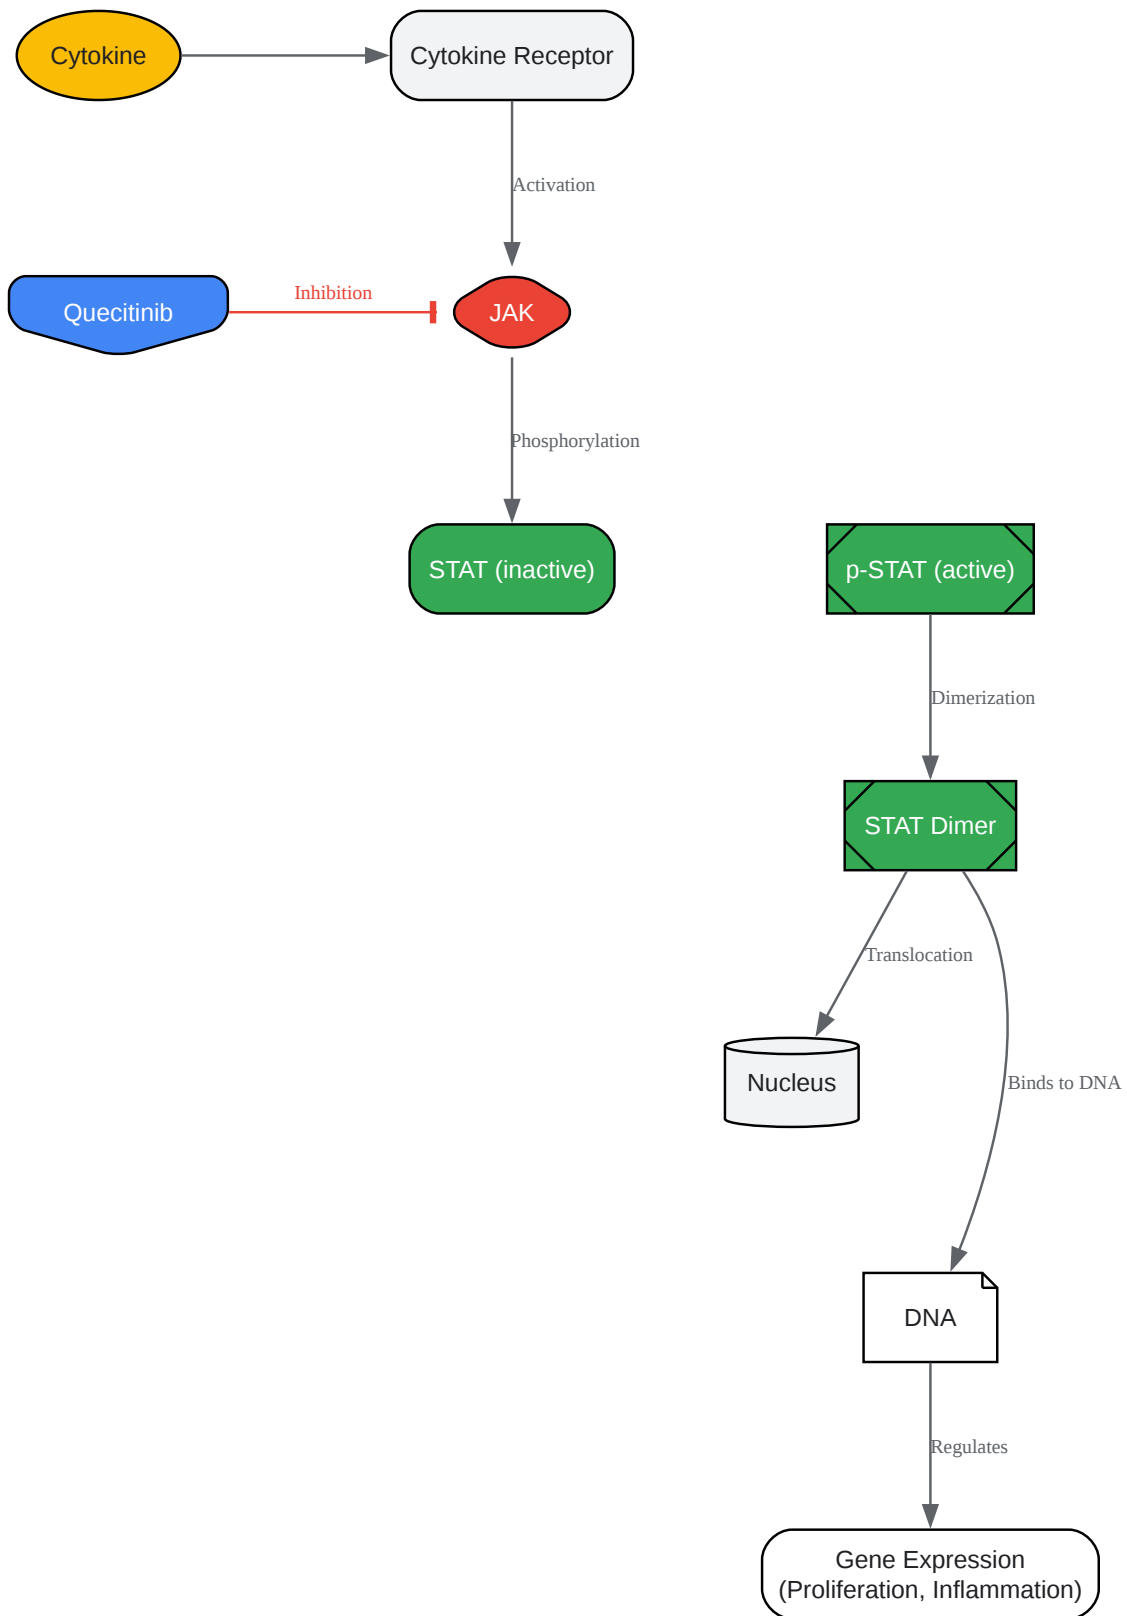 Cytokine
Cytokine Receptor
Activation
Quecitinib
Inhibition
JAK
Phosphorylation
STAT (inactive)
p-STAT (active)
Dimerization
STAT Dimer
Translocation
Nucleus
Binds to DNA
DNA
Regulates
Gene Expression
(Proliferation, Inflammation)